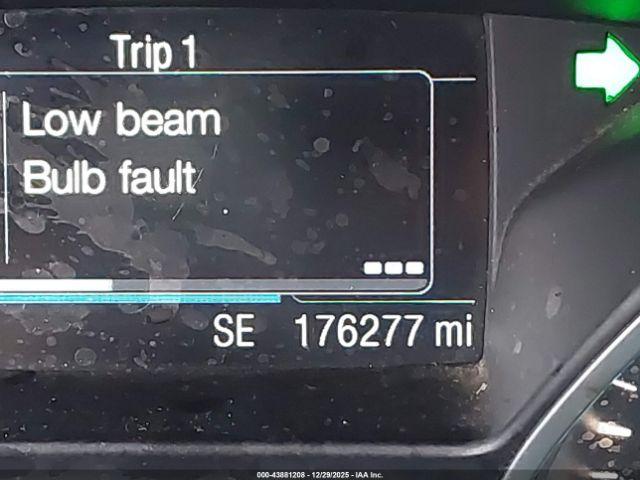 Trip 1
Low beam
Bulb fault
SE 176277 mi
000-43881208 - 12/29/2025 - IAA Inc.